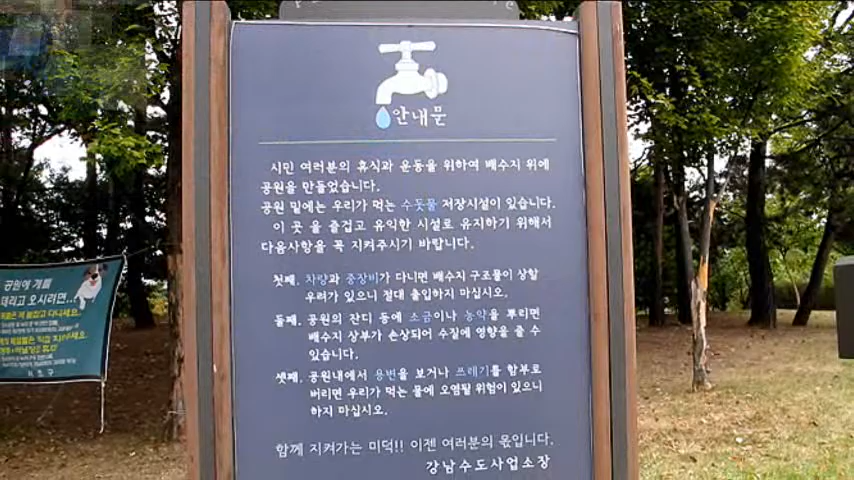 안내문
시민 여러분의 휴식과 운동을 위하여 배수지 위에
공원을 만들었습니다.
공원 밑에는 우리가 먹는 수돗물 저장시설이 있습니다.
이 곳 을 즐겁고 유익한 시설로 유지하기 위해서
다음사항을 꼭 지켜주시기 바랍니다.
첫째. 차량과 중장비가 다니면 배수지 구조물이 상할
우려가 있으니 절대 출입하지 마십시오.
둘째. 공원의 잔디 등에 소금이나 농약을 뿌리면
배수지 상부가 손상되어 수질에 영향을 줄 수
있습니다.
셋째. 공원내에서 용변을 보거나 쓰레기를 함부로
버리면 우리가 먹는 물에 오염될 위험이 있으니
하지 마십시오.
함께 지켜가는 미덕!! 이젠 여러분의 몫입니다.
강남수도사업소장
공원에 개
데리고 오시려면...